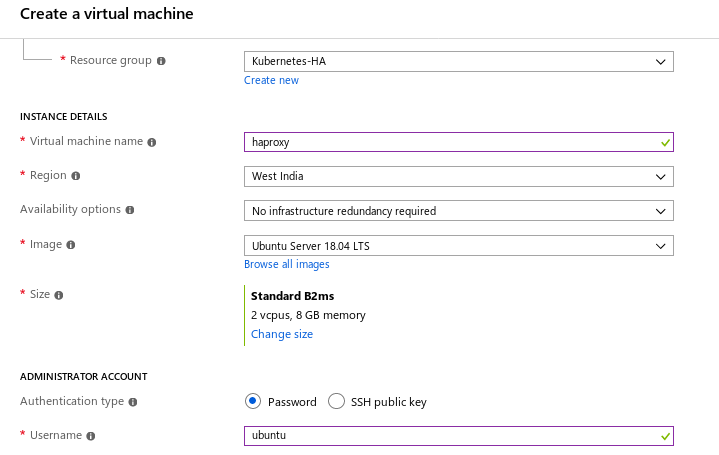 Create a virtual machine
* Resource group
Kubernetes-HA
Create new
INSTANCE DETAILS
* Virtual machine name
haproxy
* Region
West India
Availability options
No infrastructure redundancy required
* Image
Ubuntu Server 18.04 LTS
Browse all images
* Size
Standard B2ms
2 vcpus, 8 GB memory
Change size
ADMINISTRATOR ACCOUNT
Authentication type
Password
SSH public key
* Username
ubuntu